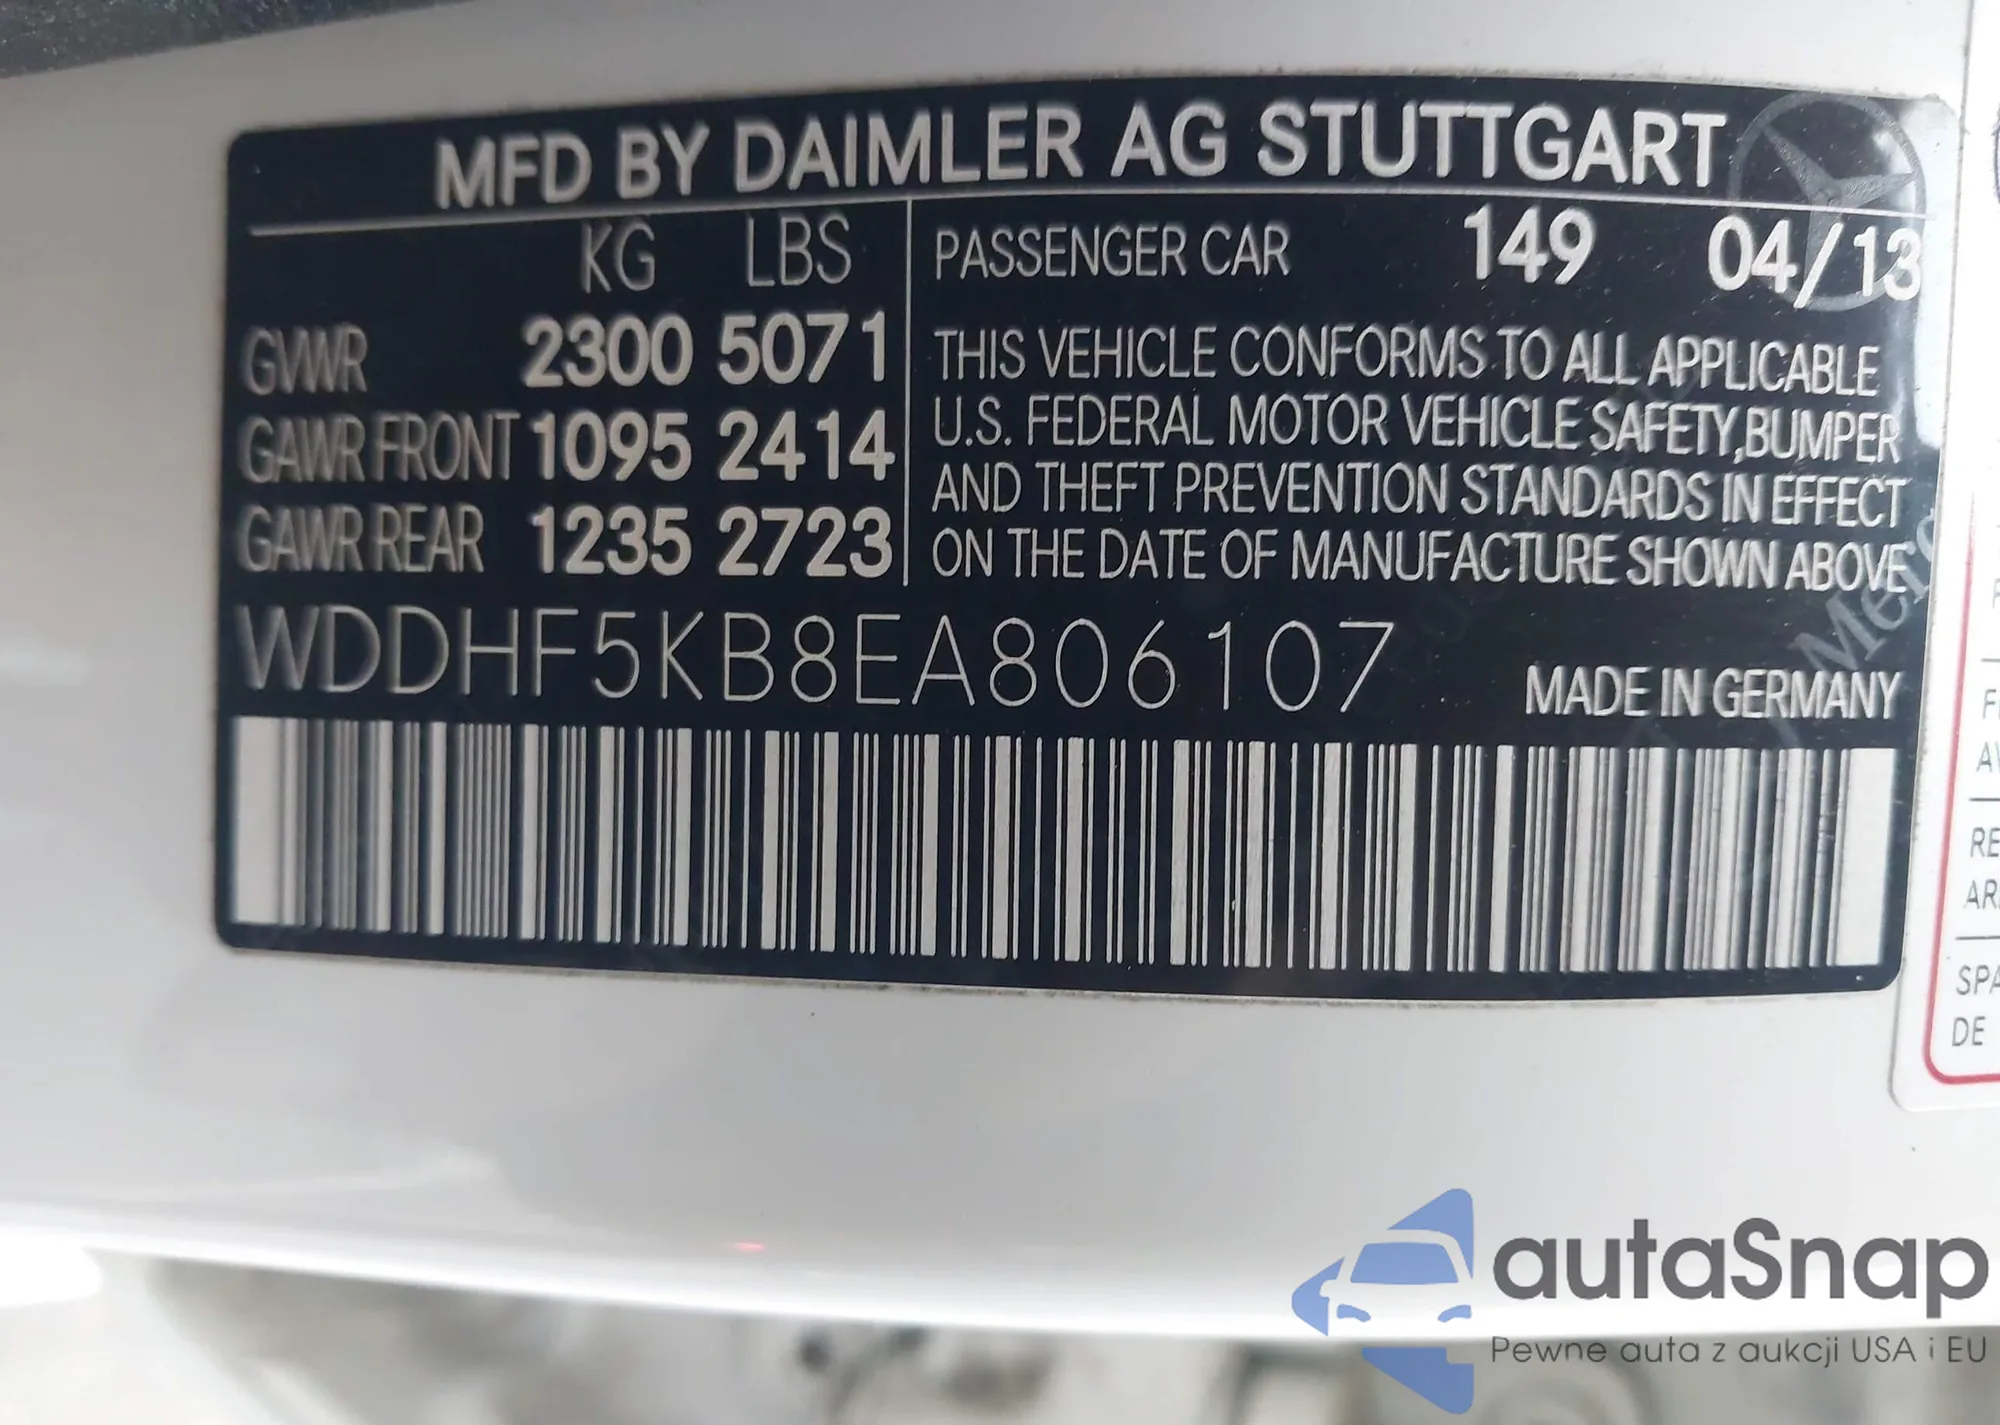 MFD BY DAIMLER AG STUTTGART
KG LBS
GVWR 2300 5071
GAWR FRONT 1095 2414
GAWR REAR 1235 2723
PASSENGER CAR 149 04/13
THIS VEHICLE CONFORMS TO ALL APPLICABLE
U.S. FEDERAL MOTOR VEHICLE SAFETY,BUMPER
AND THEFT PREVENTION STANDARDS IN EFFECT
ON THE DATE OF MANUFACTURE SHOWN ABOVE
WDDHF5KB8EA806107
MADE IN GERMANY
RE
SPA
DE
autaSnap
Pewne auta z aukcji USA i EU